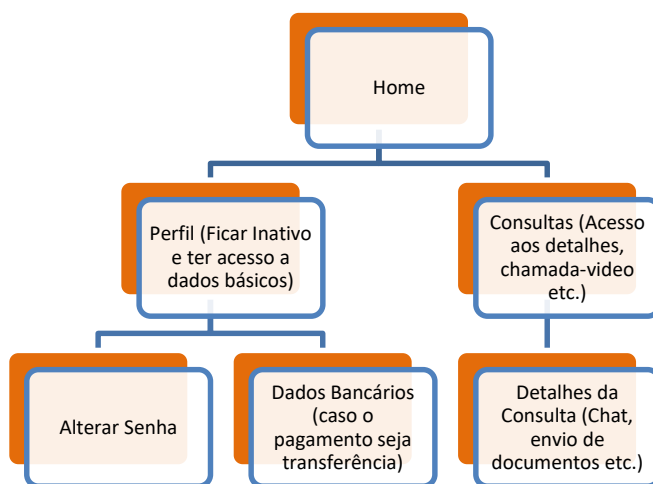 Home
Perfil (Ficar Inativo
e ter acesso a
dados básicos)
Consultas (Acesso
aos detalhes,
chamada-video
etc.)
Alterar Senha
Dados Bancários
(caso o
pagamento seja
transferência)
Detalhes da
Consulta (Chat,
envio de
documentos etc.)